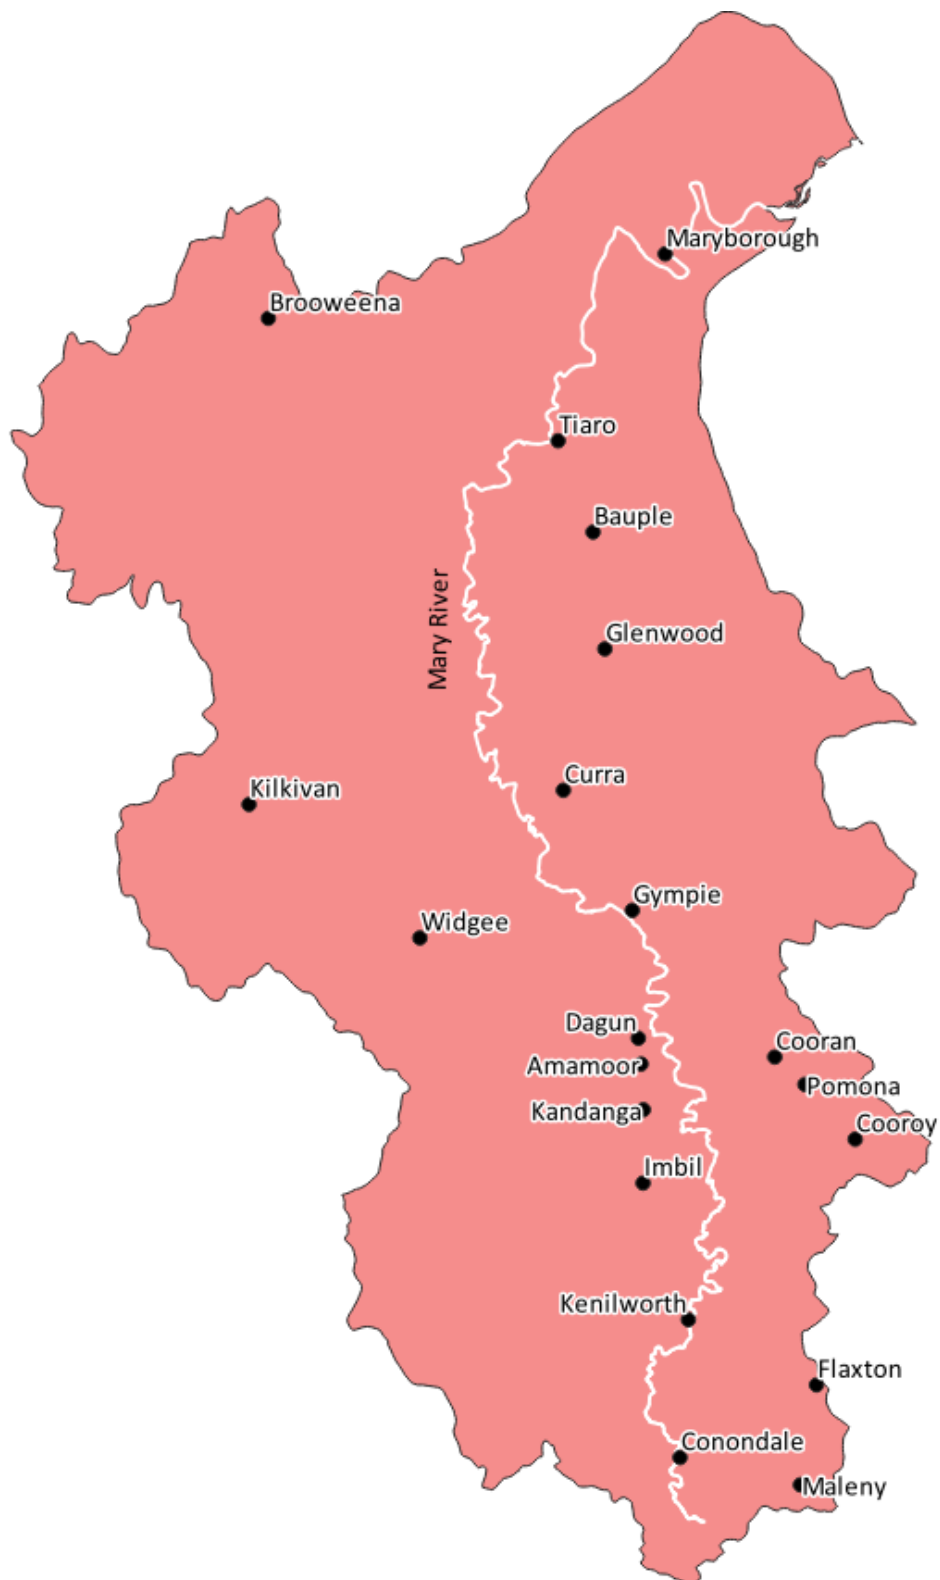 Maryborough
Brooweena
Tiaro
Bauple
Mary River
Glenwood
Curra
Kilkivan
Gympie
Widgee
Dagun
Cooran
Amamoor
Pomona
Kandanga
Cooroy
Imbil
Kenilworth
Flaxton
Conondale
Maleny